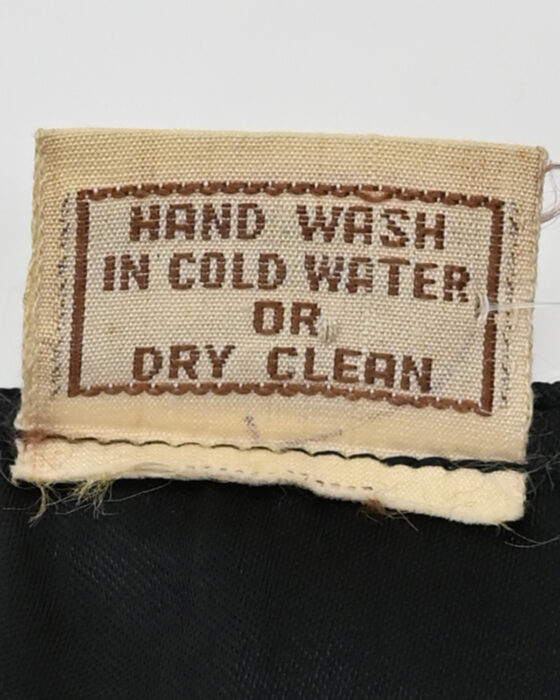 HAND WASH
IN COLD WATER
OR
DRY CLEAN